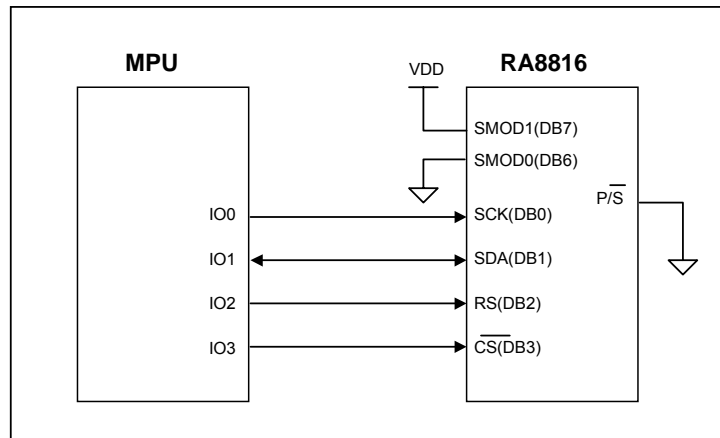 MPU
RA8816
VDD
SMOD1(DB7)
SMOD0(DB6)
P/S
IO0
SCK(DB0)
IO1
SDA(DB1)
IO2
RS(DB2)
IO3
CS(DB3)